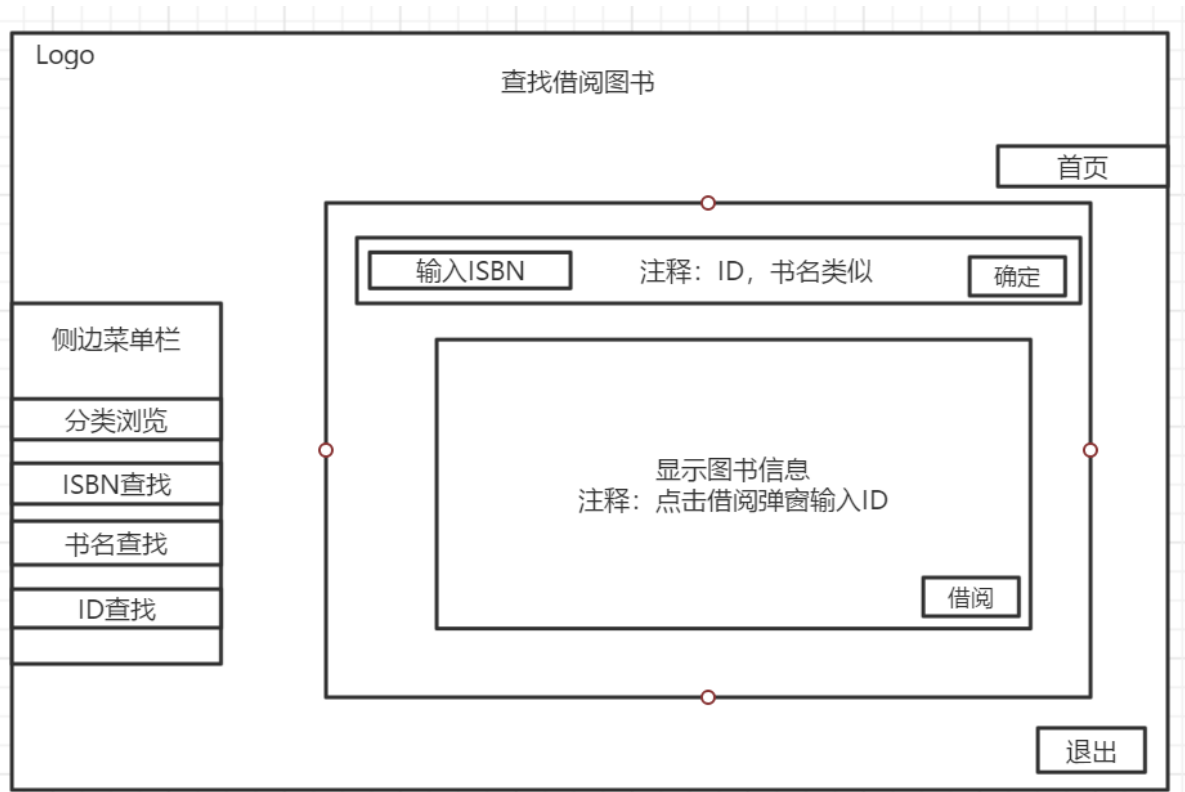 Logo
查找借阅图书
首页
输入ISBN
注释：ID，书名类似
确定
侧边菜单栏
分类浏览
ISBN查找
书名查找
ID查找
显示图书信息
注释：点击借阅弹窗输入ID
借阅
退出